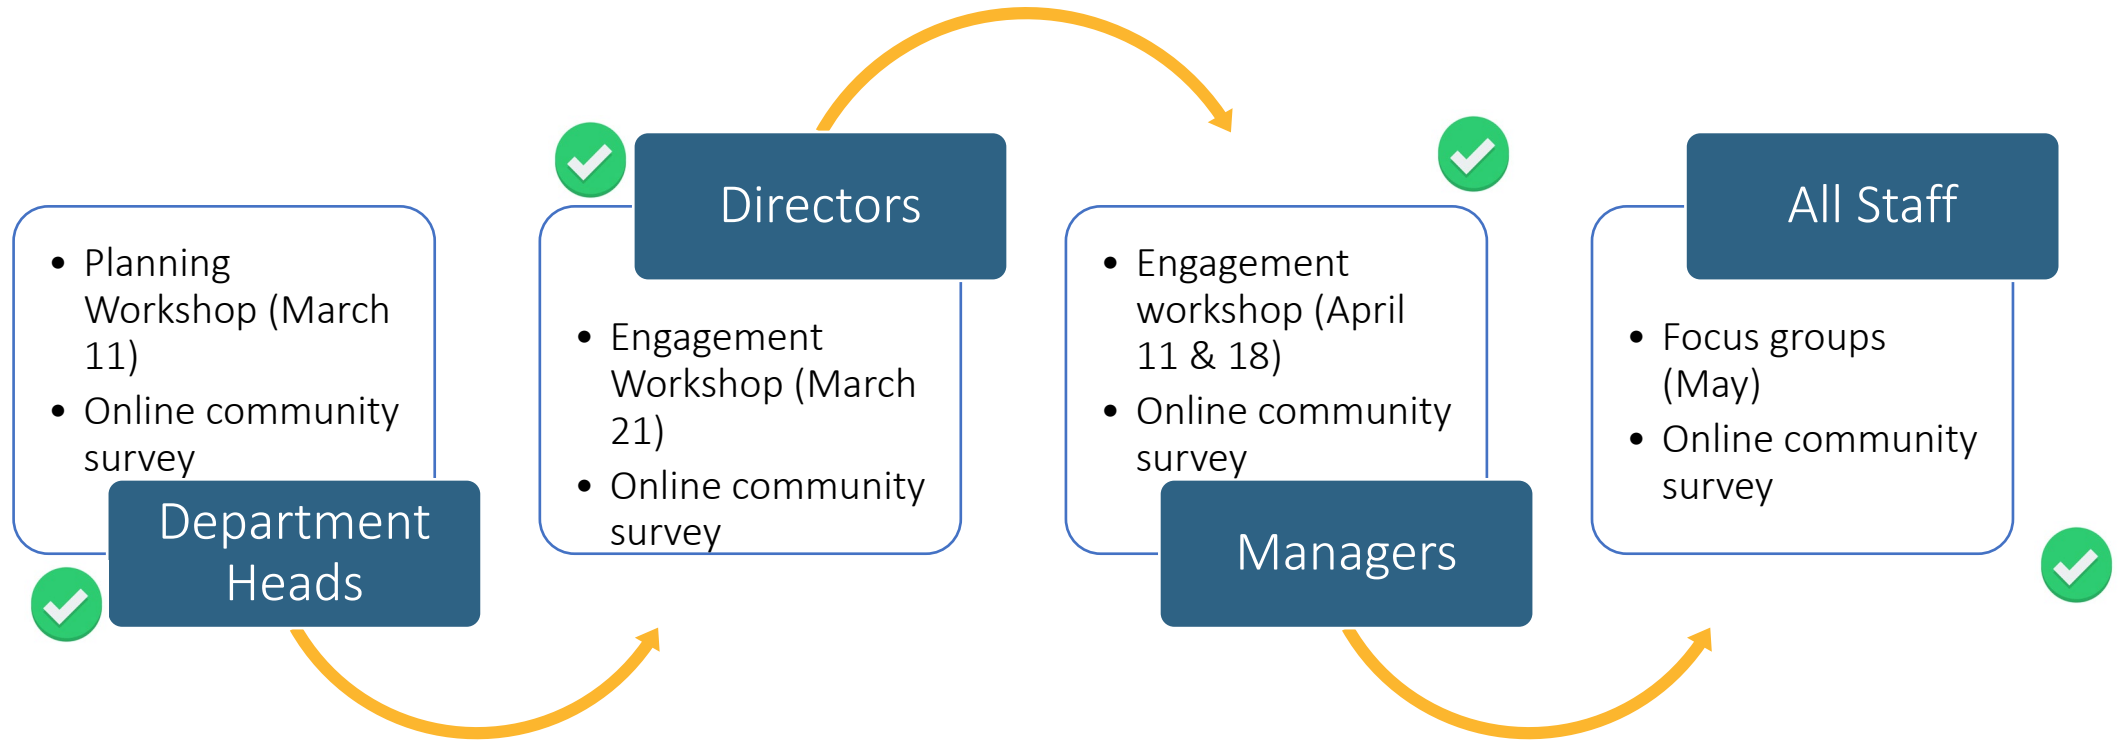 • Planning
Workshop (March
11)
• Online community
survey
Department
Heads
Directors
• Engagement
Workshop (March
21)
• Online community
survey
• Engagement
workshop (April
11 & 18)
• Online community
survey
Managers
All Staff
• Focus groups
(May)
• Online community
survey